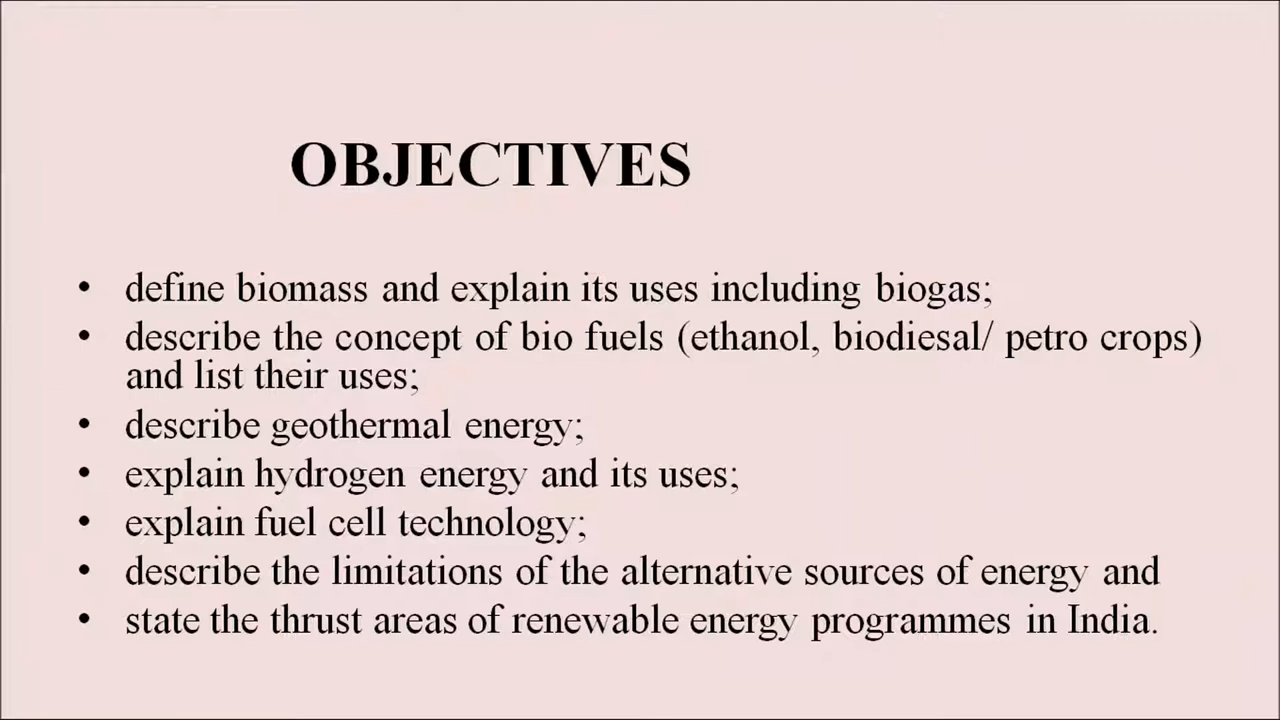 OBJECTIVES
• define biomass and explain its uses including biogas;
• describe the concept of bio fuels (ethanol, biodiesal/ petro crops)
and list their uses;
• describe geothermal energy;
• explain hydrogen energy and its uses;
• explain fuel cell technology;
• describe the limitations of the alternative sources of energy and
• state the thrust areas of renewable energy programmes in India.